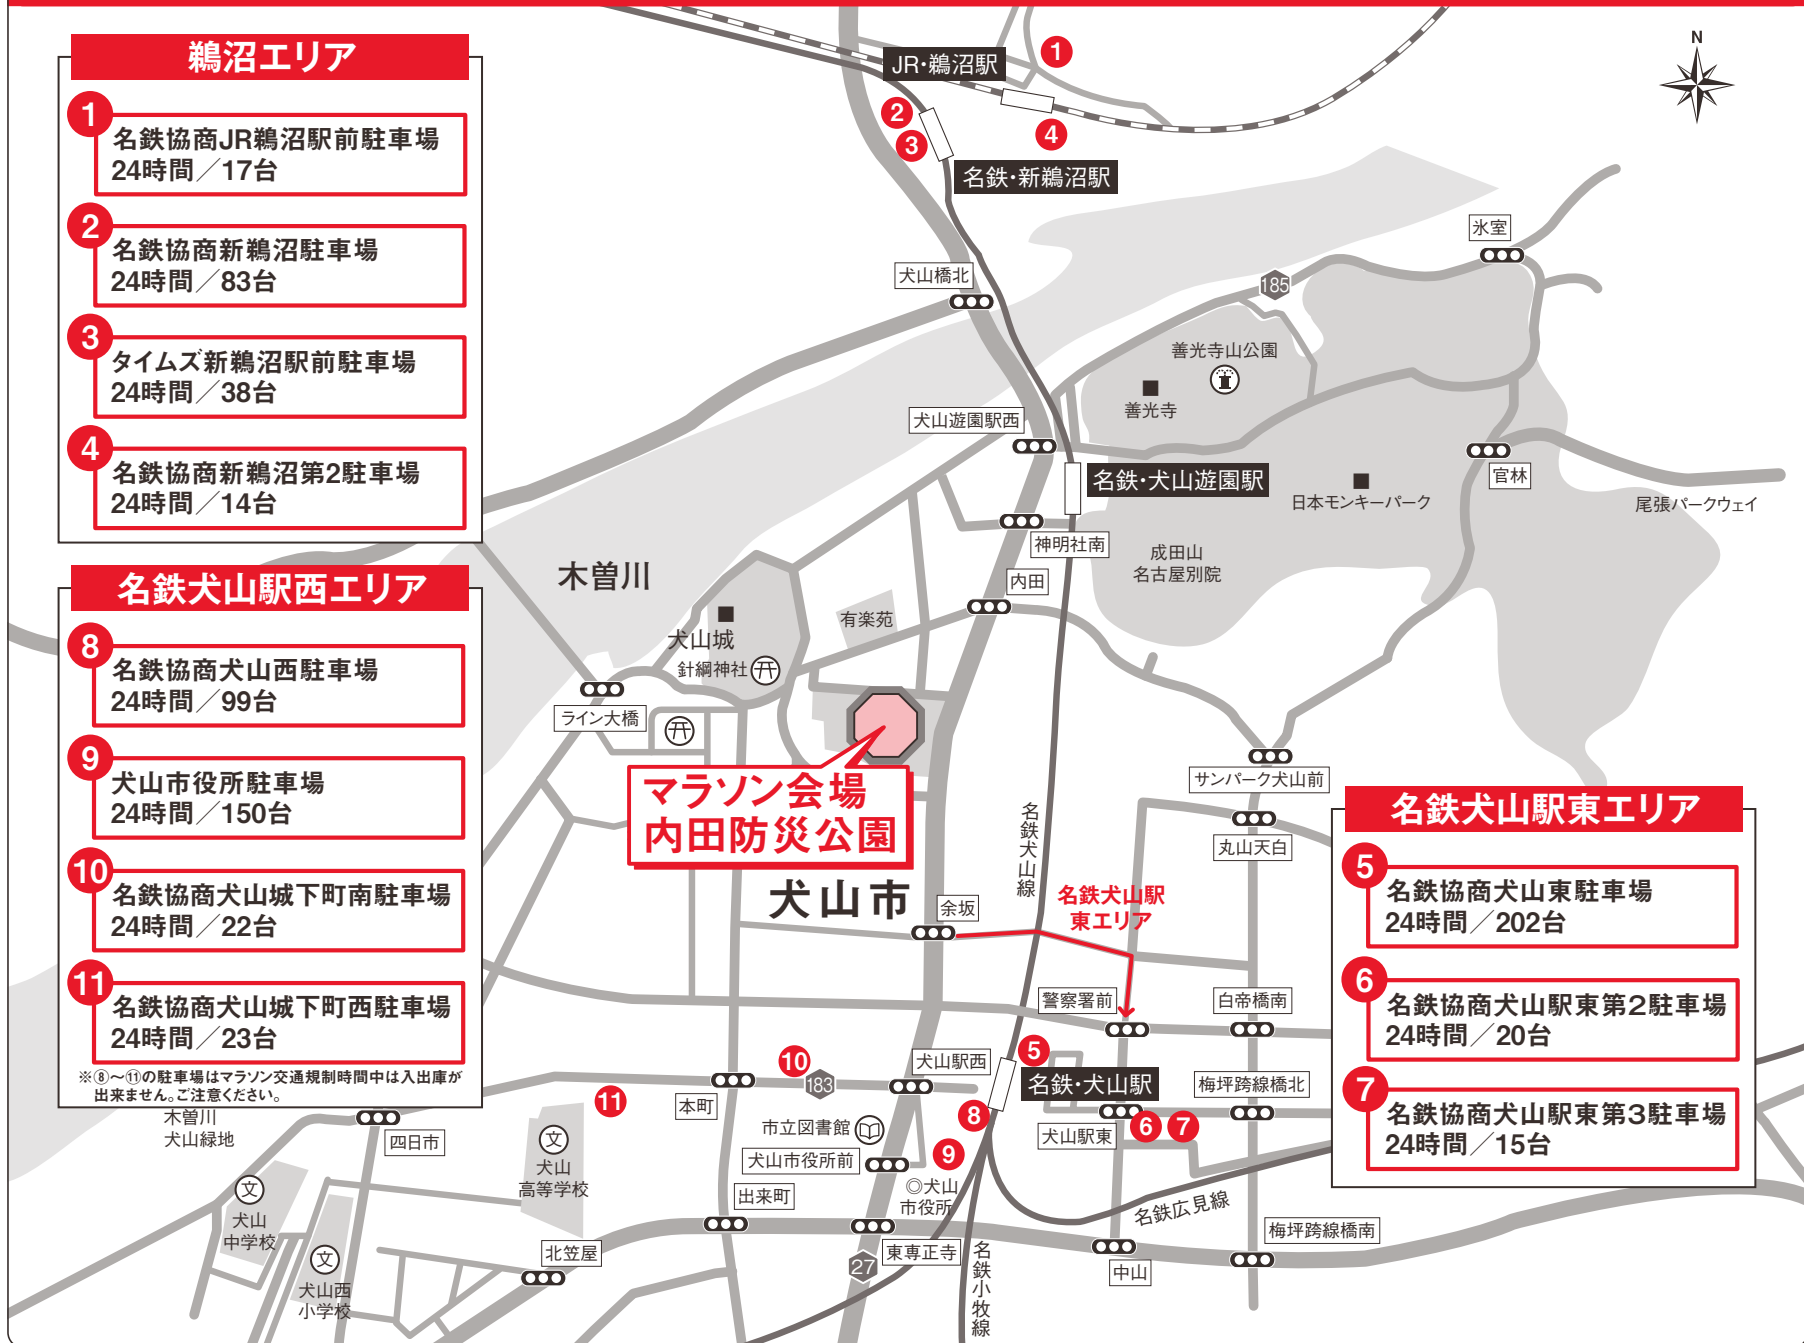 鵜沼エリア
1
名鉄協商JR鵜沼駅前駐車場
24時間／17台
2
名鉄協商新鵜沼駐車場
24時間／83台
3
タイムズ新鵜沼駅前駐車場
24時間／38台
4
名鉄協商新鵜沼第2駐車場
24時間／14台
名鉄犬山駅西エリア
8
名鉄協商犬山西駐車場
24時間／99台
9
犬山市役所駐車場
24時間／150台
10
名鉄協商犬山城下町南駐車場
24時間／22台
11
名鉄協商犬山城下町西駐車場
24時間／23台
※⑧〜⑪の駐車場はマラソン交通規制時間中は入出庫が
出来ません。ご注意ください。
名鉄犬山駅東エリア
5
名鉄協商犬山東駐車場
24時間／202台
6
名鉄協商犬山駅東第2駐車場
24時間／20台
7
名鉄協商犬山駅東第3駐車場
24時間／15台
N
JR・鵜沼駅
1
2
3
4
名鉄・新鵜沼駅
氷室
犬山橋北
185
善光寺山公園
善光寺
犬山遊園駅西
名鉄・犬山遊園駅
官林
日本モンキーパーク
尾張パークウェイ
神明社南
成田山
名古屋別院
木曽川
内田
有楽苑
犬山城
針綱神社
ライン大橋
マラソン会場
内田防災公園
サンパーク犬山前
丸山天白
名鉄犬山線
犬山市
余坂
名鉄犬山駅
東エリア
警察署前
白帝橋南
5
名鉄・犬山駅
犬山駅西
10
183
11
本町
8
犬山駅東
6
7
梅坪跨線橋北
市立図書館
犬山市役所前
9
◎犬山
市役所
木曽川
犬山緑地
四日市
文
犬山
高等学校
文
犬山
中学校
文
犬山西
小学校
出来町
北笠屋
東専正寺
27
名鉄小牧線
名鉄広見線
中山
梅坪跨線橋南